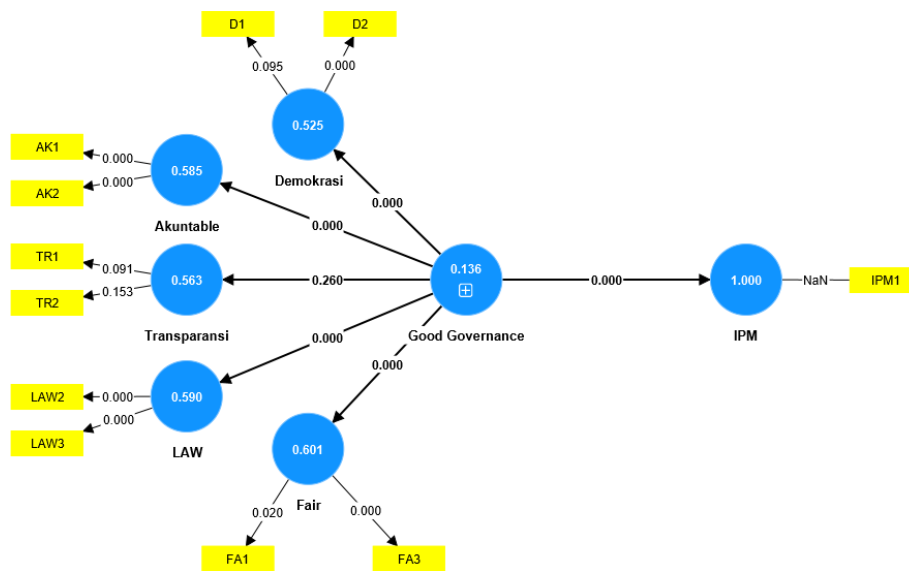 D1
D2
0.095
0.000
0.525
Demokrasi
AK1
AK2
0.000
0.000
0.585
Akuntable
0.000
0.000
TR1
TR2
0.091
0.153
0.563
Transparansi
0.260
0.136
Good Governance
0.000
1.000
IPM
NaN
IPM1
LAW2
LAW3
0.000
0.000
0.590
LAW
0.000
0.000
0.601
Fair
0.020
0.000
FA1
FA3